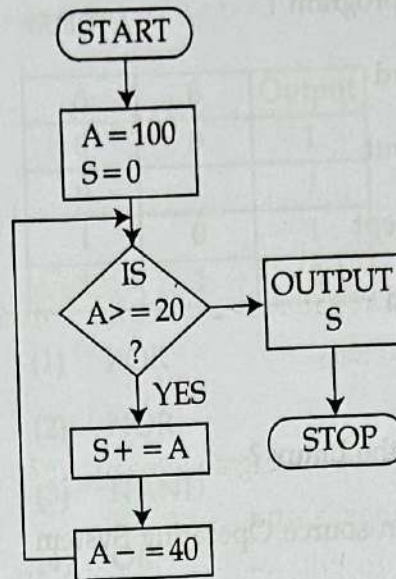 START
A=100
S=0
IS
A>=20
?
YES
S+=A
A-=40
OUTPUT
S
STOP